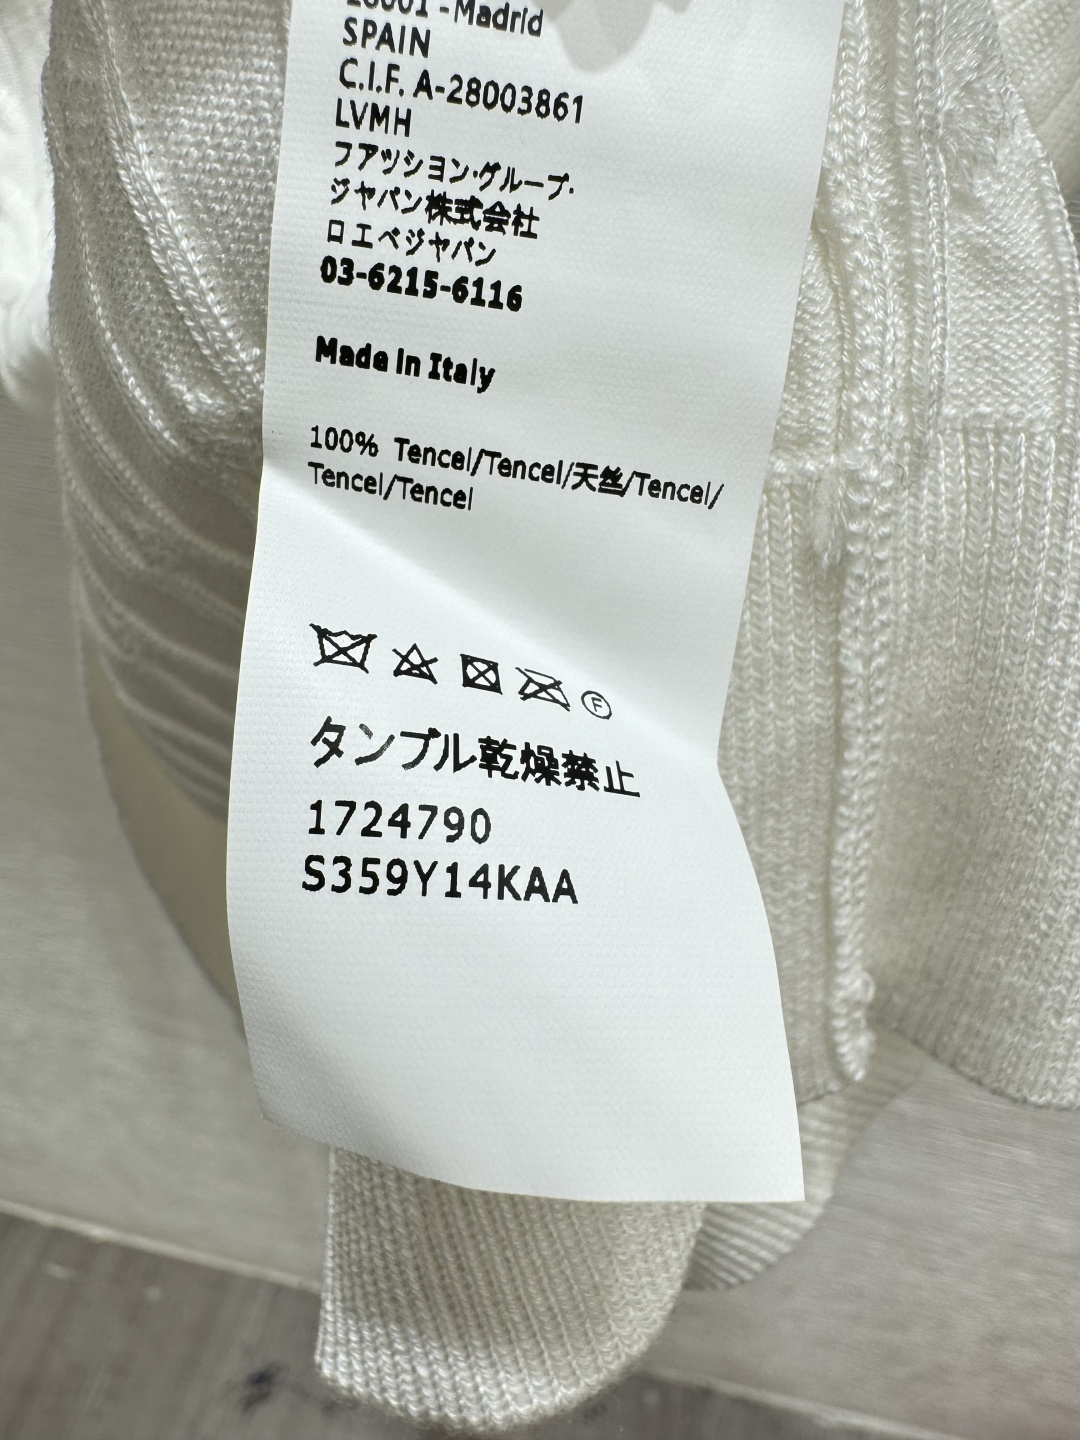 28001 - Madrid
SPAIN
C.I.F. A-28003861
LVMH
ファッション・グループ・
ジャパン株式会社
ロエベジャパン
03-6215-6116
Made in Italy
100% Tencel/Tencel/天丝/Tencel/
Tencel/Tencel
F
タンブル乾燥禁止
1724790
S359Y14KAA